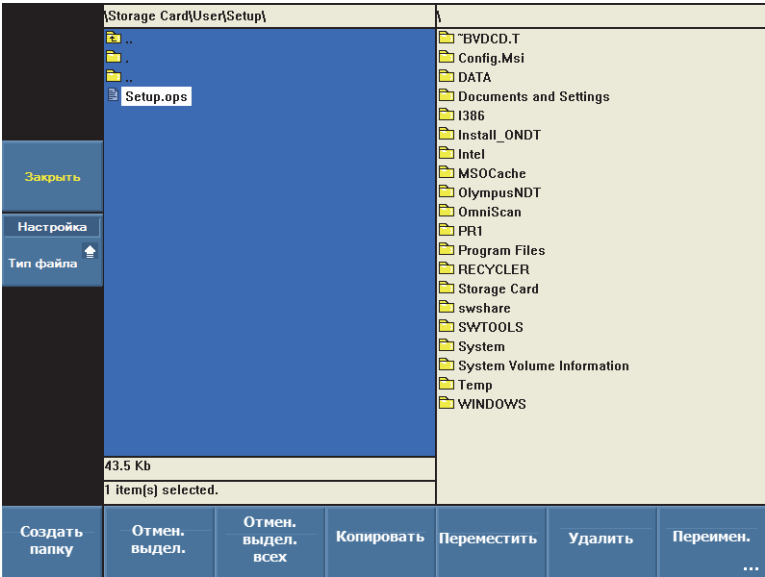 \Storage Card\User\Setup\
\
..
.
..
Setup.ops
~BVDCD.T
Config.Msi
DATA
Documents and Settings
I386
Install_ONDT
Intel
MSOCache
OlympusNDT
OmniScan
PR1
Program Files
RECYCLER
Storage Card
swshare
SWTOOLS
System
System Volume Information
Temp
WINDOWS
Закрыть
Настройка
Тип файла
43.5 Kb
1 item(s) selected.
Создать
папку
Отмен.
выдел.
Отмен.
выдел.
всех
Копировать
Переместить
Удалить
Переимен.
...